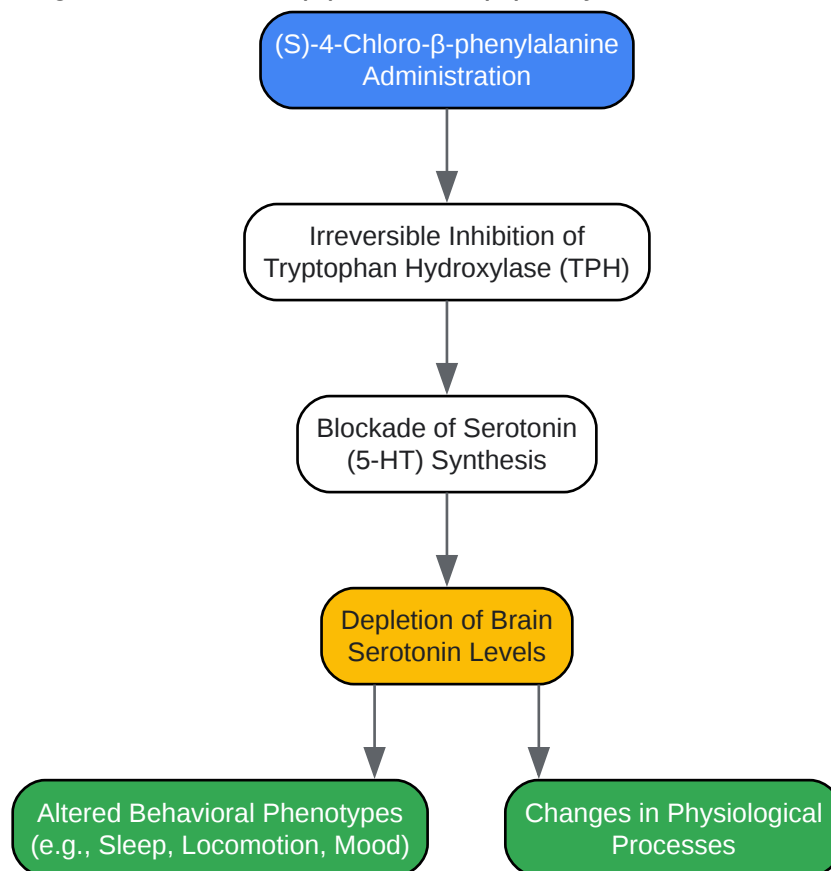 (S)-4-Chloro-β-phenylalanine
Administration
Irreversible Inhibition of
Tryptophan Hydroxylase (TPH)
Blockade of Serotonin
(5-HT) Synthesis
Depletion of Brain
Serotonin Levels
Altered Behavioral Phenotypes
(e.g., Sleep, Locomotion, Mood)
Changes in Physiological
Processes